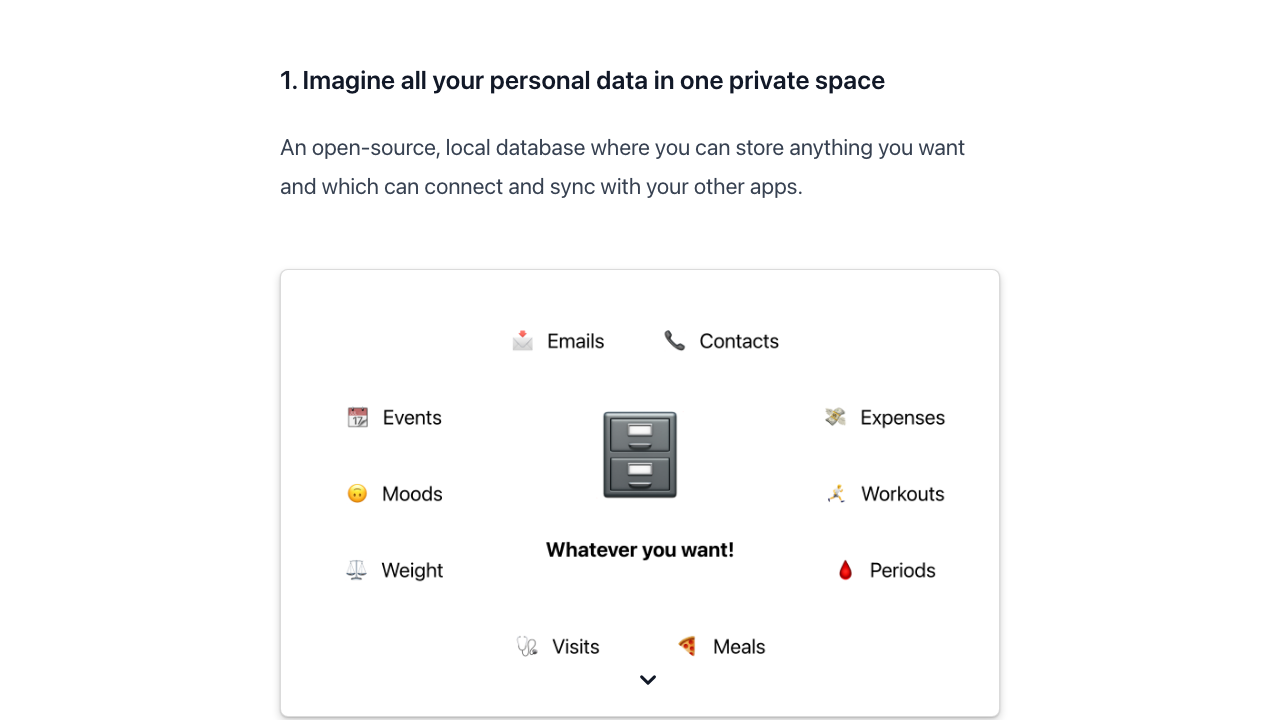 1. Imagine all your personal data in one private space
An open-source, local database where you can store anything you want
and which can connect and sync with your other apps.
Emails
Contacts
Events
Expenses
Moods
Workouts
Whatever you want!
Weight
Periods
Visits
Meals